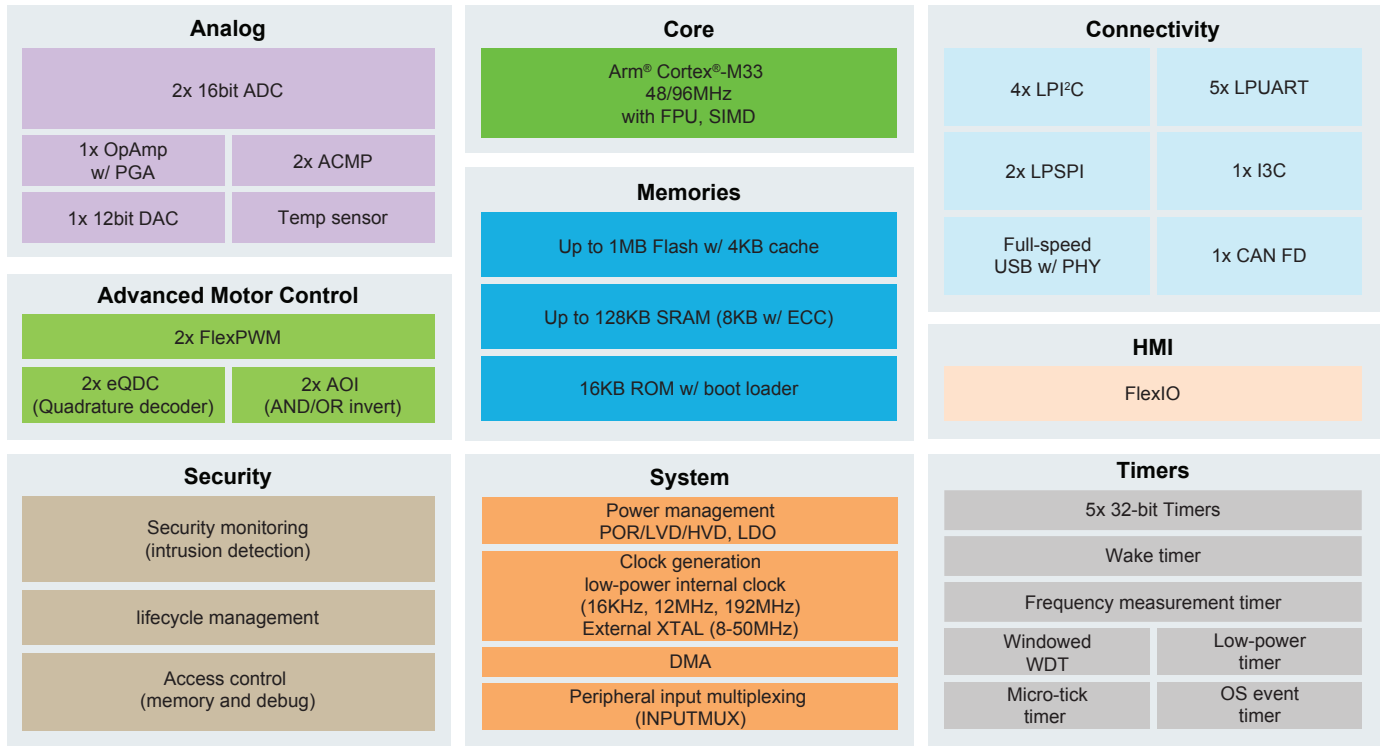 Analog
2x 16bit ADC
1x OpAmp
w/ PGA
2x ACMP
1x 12bit DAC
Temp sensor
Advanced Motor Control
2x FlexPWM
2x eQDC
(Quadrature decoder)
2x AOI
(AND/OR invert)
Security
Security monitoring
(intrusion detection)
lifecycle management
Access control
(memory and debug)
Core
Arm® Cortex®-M33
48/96MHz
with FPU, SIMD
Memories
Up to 1MB Flash w/ 4KB cache
Up to 128KB SRAM (8KB w/ ECC)
16KB ROM w/ boot loader
System
Power management
POR/LVD/HVD, LDO
Clock generation
low-power internal clock
(16KHz, 12MHz, 192MHz)
External XTAL (8-50MHz)
DMA
Peripheral input multiplexing
(INPUTMUX)
Connectivity
4x LPI²C
5x LPUART
2x LPSPI
1x I3C
Full-speed
USB w/ PHY
1x CAN FD
HMI
FlexIO
Timers
5x 32-bit Timers
Wake timer
Frequency measurement timer
Windowed
WDT
Low-power
timer
Micro-tick
timer
OS event
timer